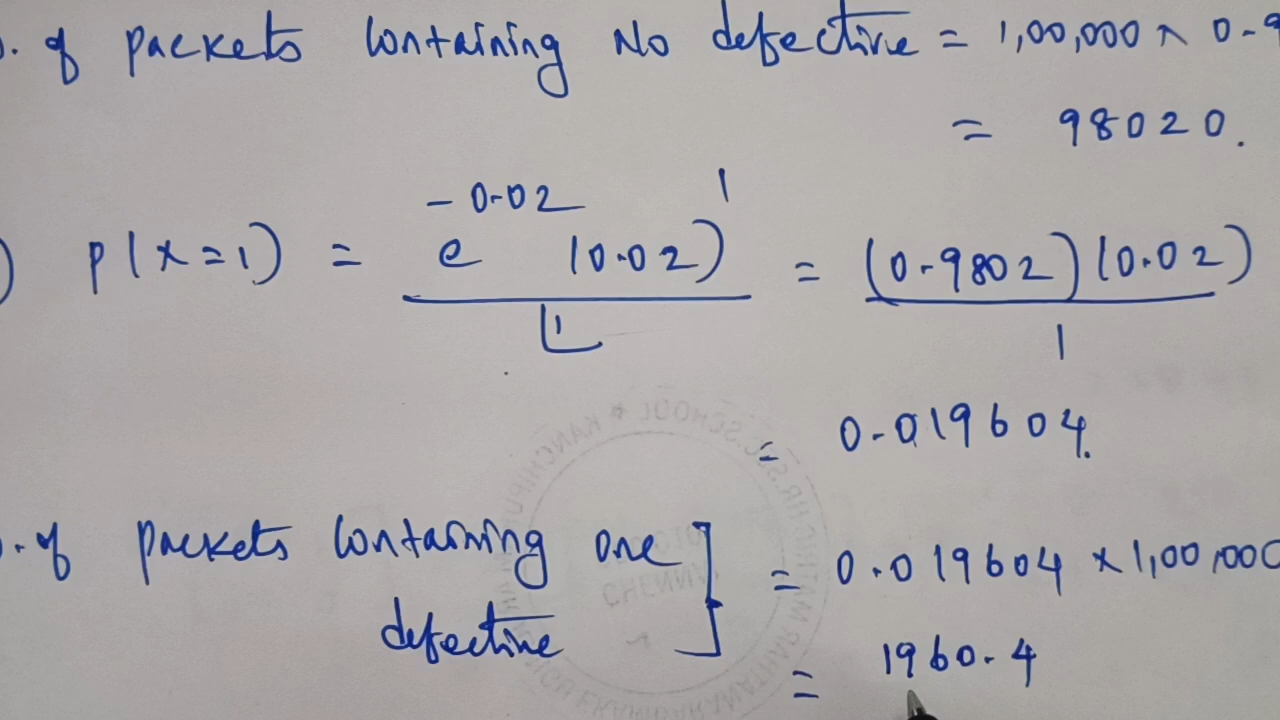 . of packets containing No defective = 1,00,000 × 0.9
= 98020.
) P(x=1) = e^-0.02 (0.02)^1 / ⌊1 = (0.9802)(0.02) / 1
= 0.019604.
. of packets containing one defective ] = 0.019604 × 1,00,000
= 1960.4